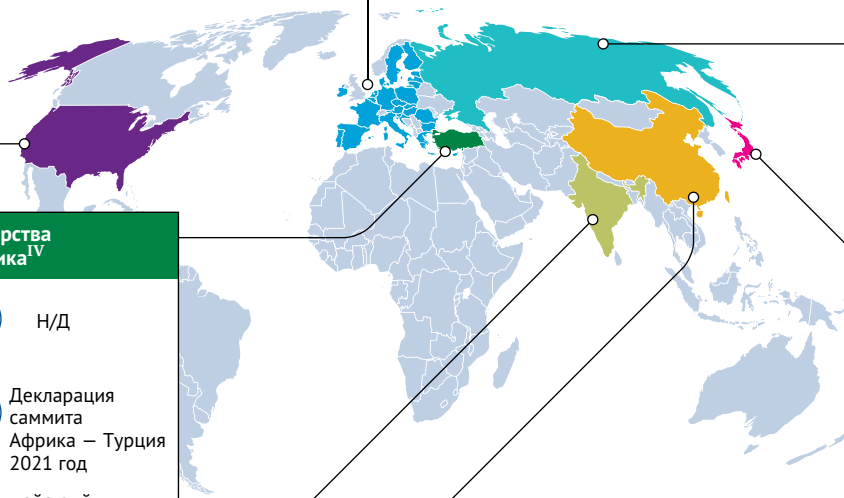 рства
ика^IV
Н/Д
Декларация
саммита
Африка — Турция
2021 год